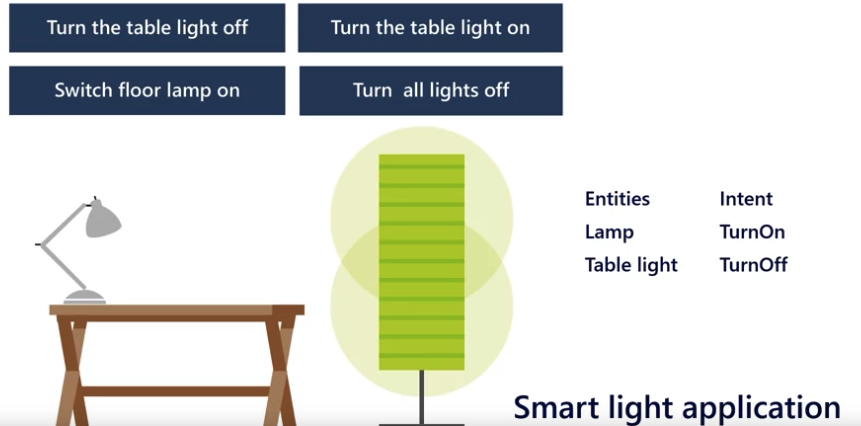 Turn the table light off
Turn the table light on
Switch floor lamp on
Turn  all lights off
Entities Intent
Lamp TurnOn
Table light TurnOff
Smart light application